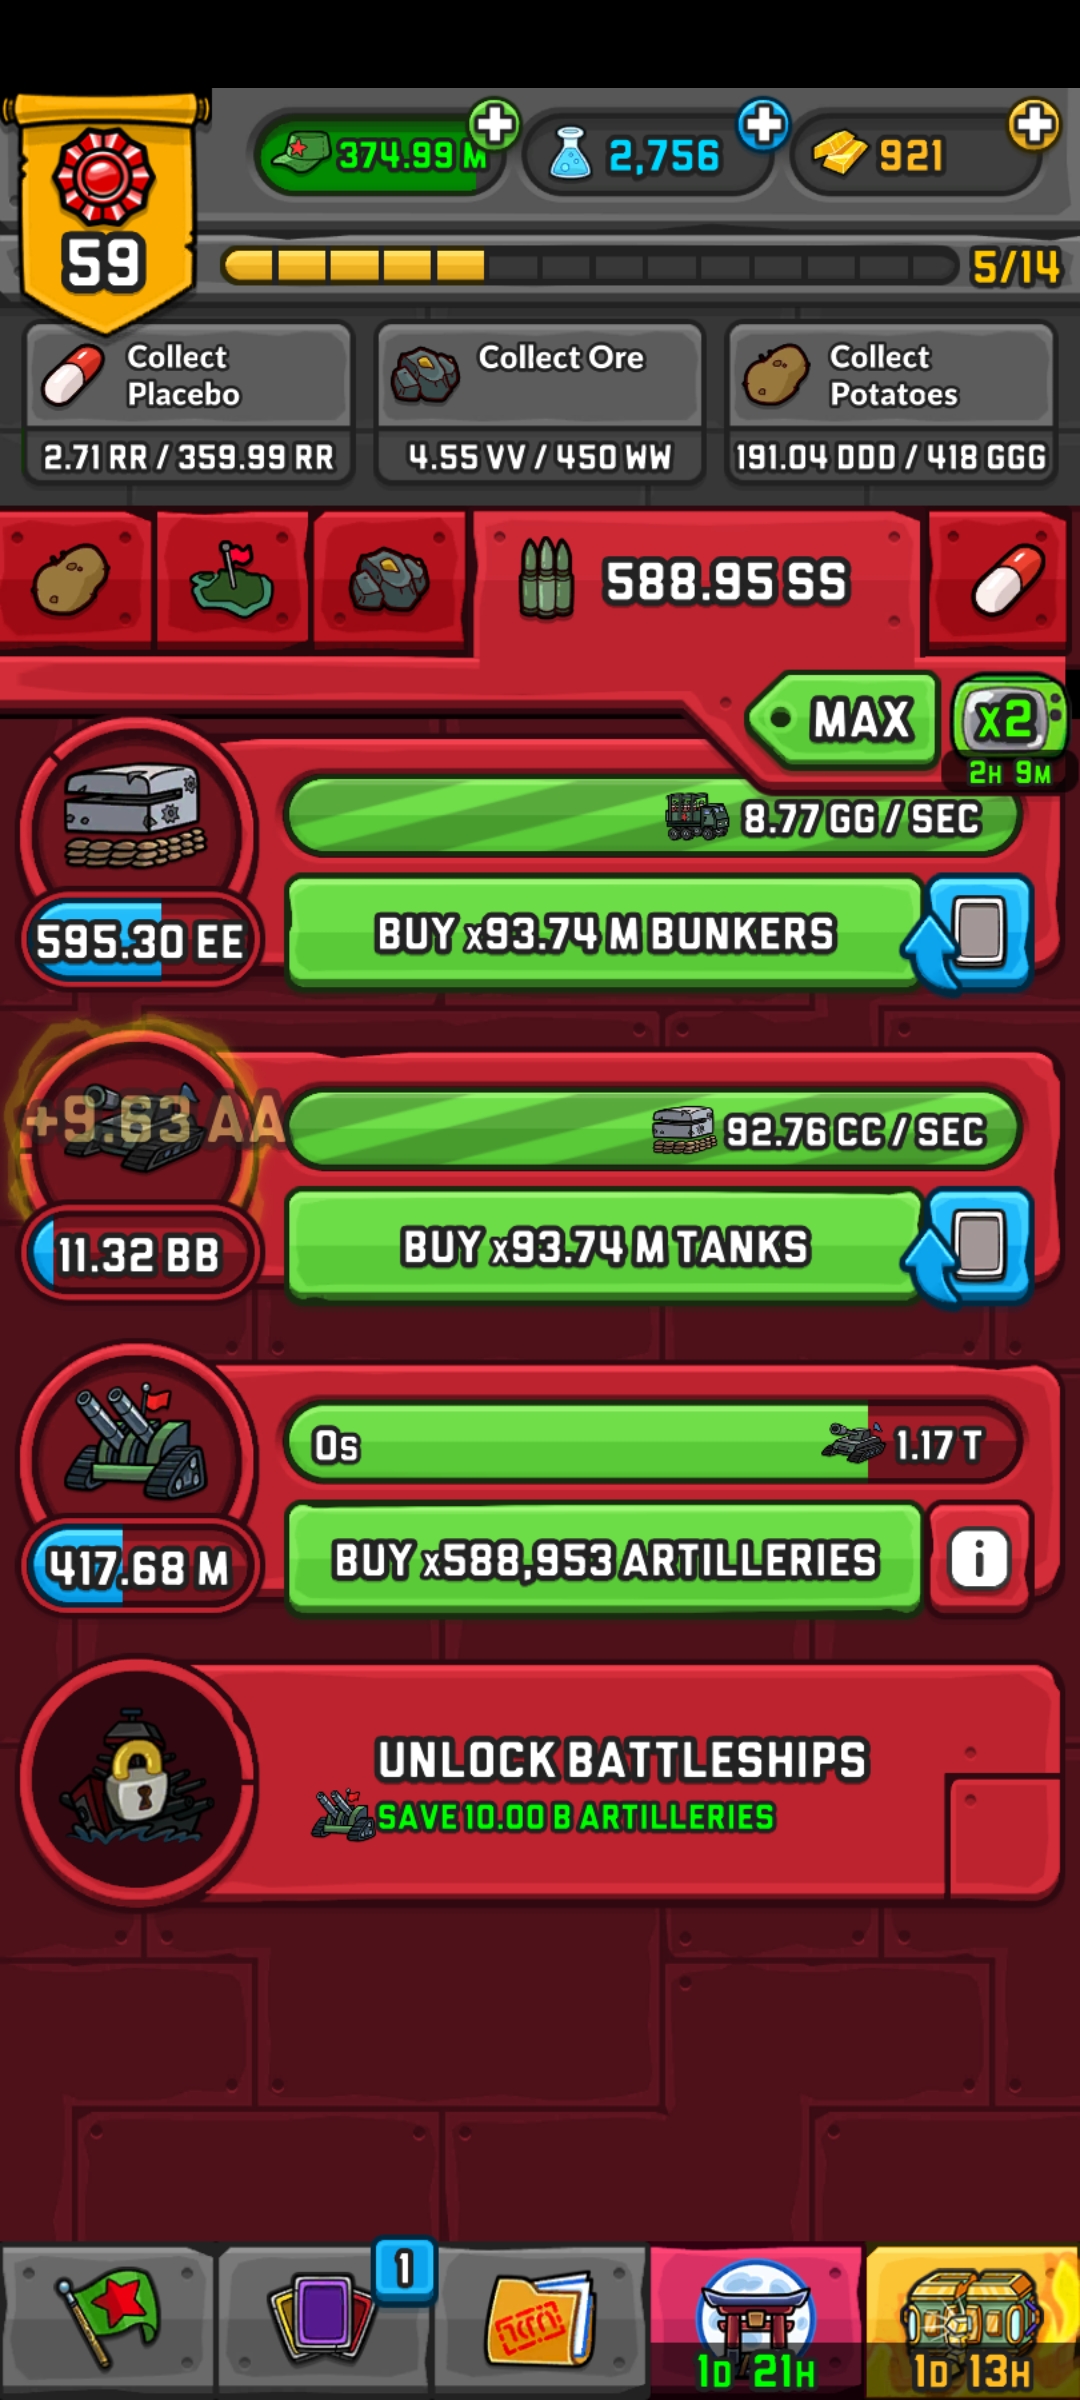 374.99 M
2,756
921
59
5/14
Collect
Placebo
2.71 RR / 359.99 RR
Collect Ore
4.55 VV / 450 WW
Collect
Potatoes
191.04 DDD / 418 GGG
588.95 SS
MAX
x2
2H 9M
8.77 GG / SEC
595.30 EE
BUY x93.74 M BUNKERS
+9.63 AA
92.76 CC / SEC
11.32 BB
BUY x93.74 M TANKS
0s
1.17 T
417.68 M
BUY x588,953 ARTILLERIES
i
UNLOCK BATTLESHIPS
SAVE 10.00 B ARTILLERIES
1
1D 21H
1D 13H